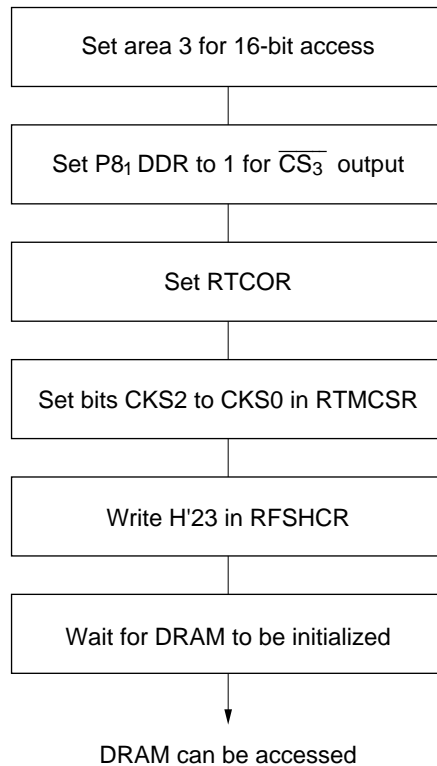 Set area 3 for 16-bit access
Set P8₁ DDR to 1 for C̅S̅₃̅ output
Set RTCOR
Set bits CKS2 to CKS0 in RTMCSR
Write H'23 in RFSHCR
Wait for DRAM to be initialized
DRAM can be accessed